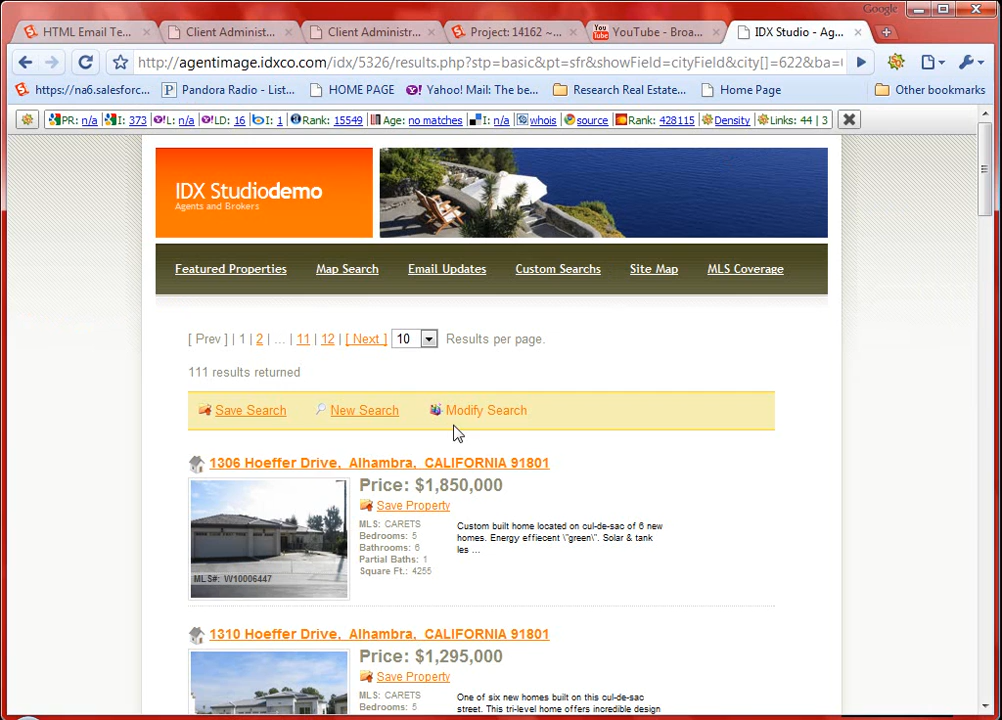 Google
HTML Email Te...
Client Administ...
Client Administr...
Project: 14162 ~...
You Tube
YouTube - Broa...
IDX Studio - Ag...
http://agentimage.idxco.com/idx/5326/results.php?stp=basic&pt=sfr&showField=cityField&city[]=622&ba=
https://na6.salesforc...
Pandora Radio - List...
HOME PAGE
Yahoo! Mail: The be...
Research Real Estate...
Home Page
Other bookmarks
PR: n/a
I: 373
L: n/a
LD: 16
I: 1
Rank: 15549
Age: no matches
I: n/a
whois
source
Rank: 428115
Density
Links: 44 | 3
IDX Studiodemo
Agents and Brokers
Featured Properties
Map Search
Email Updates
Custom Searchs
Site Map
MLS Coverage
[ Prev ] | 1 | 2 | ... | 11 | 12 | [ Next ] 10 Results per page.
111 results returned
Save Search
New Search
Modify Search
1306 Hoeffer Drive, Alhambra, CALIFORNIA 91801
Price: $1,850,000
Save Property
MLS: CARETS
Bedrooms: 5
Bathrooms: 6
Partial Baths: 1
Square Ft.: 4255
Custom built home located on cul-de-sac of 6 new
homes. Energy effiecent \"green\". Solar & tank
les ...
MLS#: W10006447
1310 Hoeffer Drive, Alhambra, CALIFORNIA 91801
Price: $1,295,000
Save Property
MLS: CARETS
Bedrooms: 5
One of six new homes built on this cul-de-sac
street. This tri-level home offers incredible design